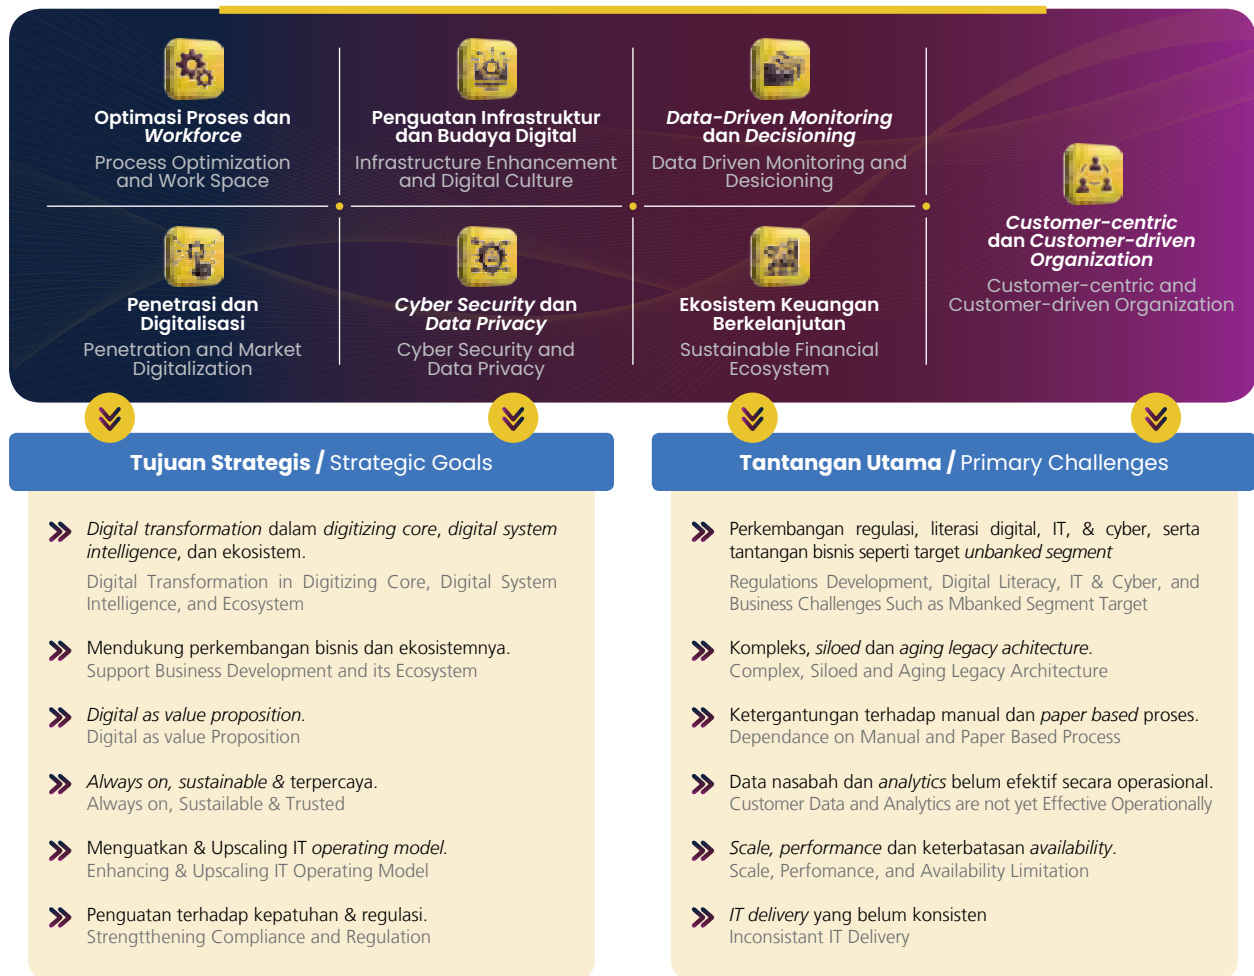 Optimasi Proses dan
Workforce
Process Optimization
and Work Space
Penguatan Infrastruktur
dan Budaya Digital
Infrastructure Enhancement
and Digital Culture
Data-Driven Monitoring
dan Decisioning
Data Driven Monitoring and
Desicioning
Customer-centric
dan Customer-driven
Organization
Customer-centric and
Customer-driven Organization
Penetrasi dan
Digitalisasi
Penetration and Market
Digitalization
Cyber Security dan
Data Privacy
Cyber Security and
Data Privacy
Ekosistem Keuangan
Berkelanjutan
Sustainable Financial
Ecosystem
Tujuan Strategis / Strategic Goals
Digital transformation dalam digitizing core, digital system
intelligence, dan ekosistem.
Digital Transformation in Digitizing Core, Digital System
Intelligence, and Ecosystem
Mendukung perkembangan bisnis dan ekosistemnya.
Support Business Development and its Ecosystem
Digital as value proposition.
Digital as value Proposition
Always on, sustainable & terpercaya.
Always on, Sustailable & Trusted
Menguatkan & Upscaling IT operating model.
Enhancing & Upscaling IT Operating Model
Penguatan terhadap kepatuhan & regulasi.
Strengtthening Compliance and Regulation
Tantangan Utama / Primary Challenges
Perkembangan regulasi, literasi digital, IT, & cyber, serta
tantangan bisnis seperti target unbanked segment
Regulations Development, Digital Literacy, IT & Cyber, and
Business Challenges Such as Mbanked Segment Target
Kompleks, siloed dan aging legacy achitecture.
Complex, Siloed and Aging Legacy Architecture
Ketergantungan terhadap manual dan paper based proses.
Dependance on Manual and Paper Based Process
Data nasabah dan analytics belum efektif secara operasional.
Customer Data and Analytics are not yet Effective Operationally
Scale, performance dan keterbatasan availability.
Scale, Perfomance, and Availability Limitation
IT delivery yang belum konsisten
Inconsistant IT Delivery